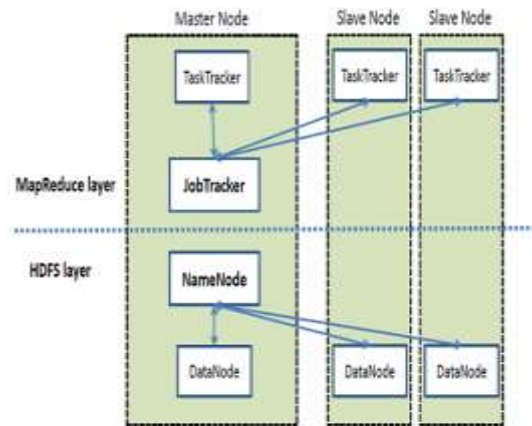 Master Node
Slave Node
Slave Node
TaskTracker
TaskTracker
TaskTracker
MapReduce layer
JobTracker
HDFS layer
NameNode
DataNode
DataNode
DataNode